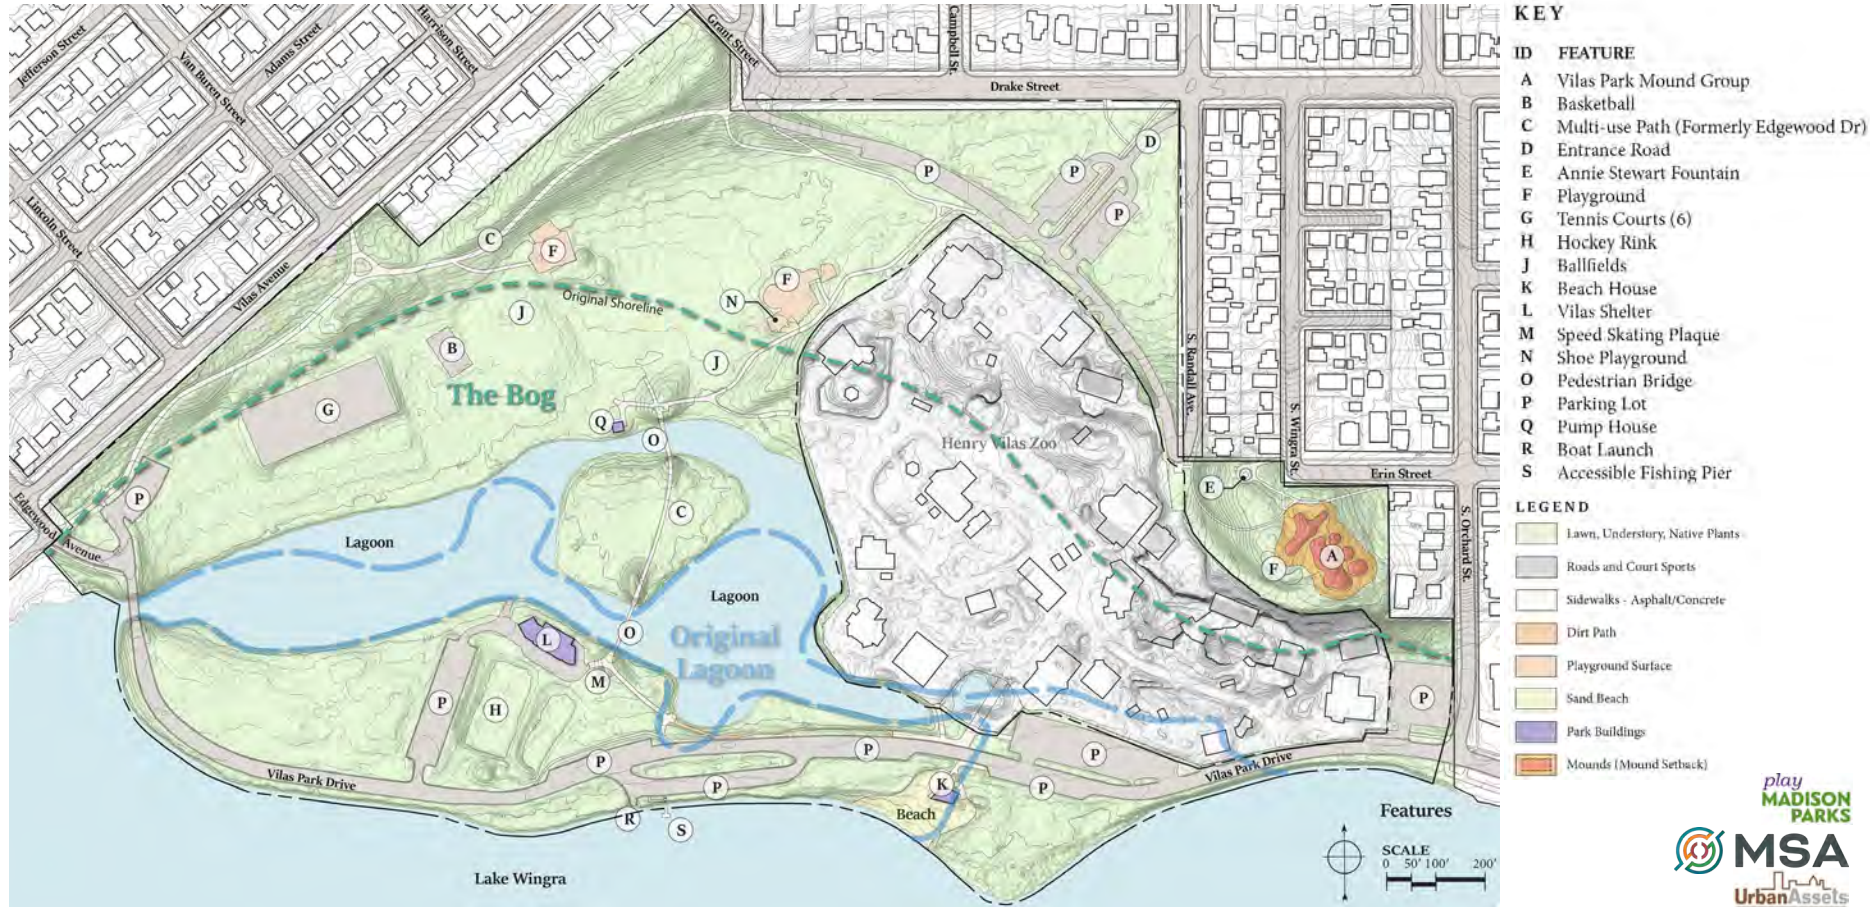 Jefferson Street
Van Buren Street
Adams Street
Harrison Street
Grant Street
Campbell St.
Drake Street
Lincoln Street
Vilas Avenue
Edgewood Avenue
S. Randall Ave.
S. Wingra St.
Erin Street
S. Orchard St.
D
P
P
P
C
F
F
N
Original Shoreline
J
B
J
The Bog
G
Q
O
Henry Vilas Zoo
E
P
C
Lagoon
A
F
Lagoon
L
O
Original
Lagoon
M
P
H
P
P
P
P
Vilas Park Drive
P
Vilas Park Drive
K
P
Beach
R
S
Features
Lake Wingra
SCALE
0 50' 100' 200'
KEY
ID FEATURE
A Vilas Park Mound Group
B Basketball
C Multi-use Path (Formerly Edgewood Dr)
D Entrance Road
E Annie Stewart Fountain
F Playground
G Tennis Courts (6)
H Hockey Rink
J Ballfields
K Beach House
L Vilas Shelter
M Speed Skating Plaque
N Shoe Playground
O Pedestrian Bridge
P Parking Lot
Q Pump House
R Boat Launch
S Accessible Fishing Pier
LEGEND
Lawn, Understory, Native Plants
Roads and Court Sports
Sidewalks - Asphalt/Concrete
Dirt Path
Playground Surface
Sand Beach
Park Buildings
Mounds (Mound Setback)
play
MADISON
PARKS
MSA
UrbanAssets